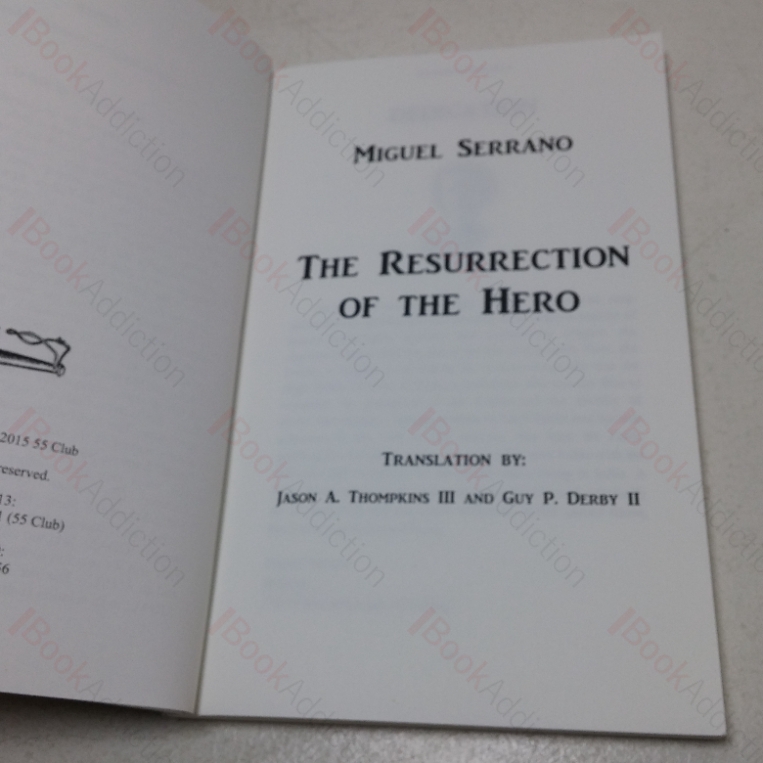 2015 55 Club
reserved.
13:
(55 Club)
:
56
MIGUEL SERRANO
THE RESURRECTION
OF THE HERO
TRANSLATION BY:
JASON A. THOMPKINS III AND GUY P. DERBY II
BookAddiction